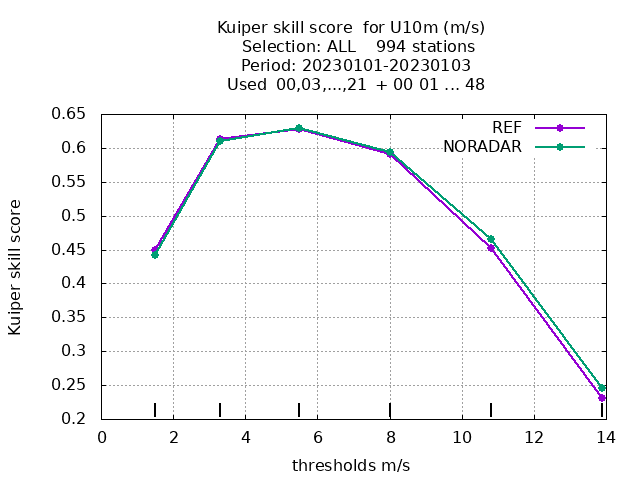 Kuiper skill score  for U10m (m/s)
Selection: ALL    994 stations
Period: 20230101-20230103
Used  00,03,...,21  + 00 01 ... 48
REF
NORADAR
Kuiper skill score
0.65
0.6
0.55
0.5
0.45
0.4
0.35
0.3
0.25
0.2
0 2 4 6 8 10 12 14
thresholds m/s